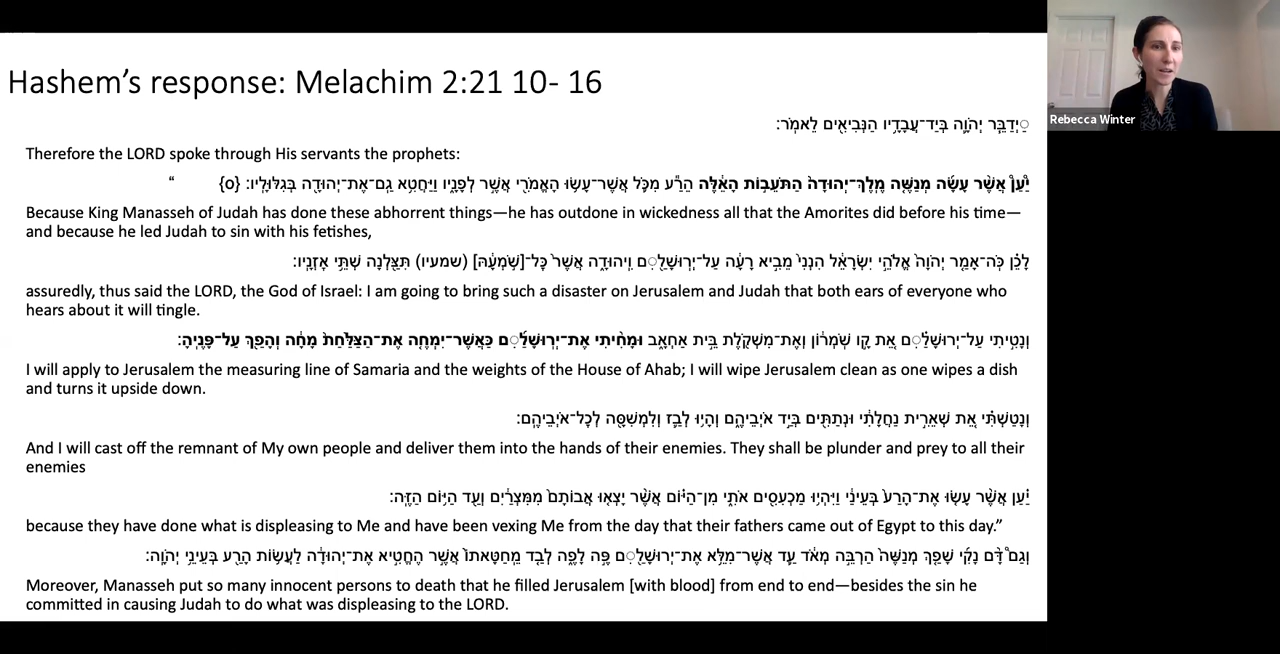 Hashem’s response: Melachim 2:21 10- 16
Rebecca Winter
ַיְדַבֵּ֧ר יְהֹוָ֛ה בְּיַד־עֲבָדָ֥יו הַנְּבִיאִ֖ים לֵאמֹֽר׃
Therefore the LORD spoke through His servants the prophets:
יַ֩עַן֩ אֲשֶׁ֨ר עָשָׂ֜ה מְנַשֶּׁ֤ה מֶֽלֶךְ־יְהוּדָה֙ הַתֹּעֵב֣וֹת הָאֵ֔לֶּה הֵרַ֕ע מִכֹּ֛ל אֲשֶׁר־עָשׂ֥וּ הָאֱמֹרִ֖י אֲשֶׁ֣ר לְפָנָ֑יו וַיַּחֲטִ֥א גַֽם־אֶת־יְהוּדָ֖ה בְּגִלּוּלָֽיו׃ {ס} “
Because King Manasseh of Judah has done these abhorrent things—he has outdone in wickedness all that the Amorites did before his time—
and because he led Judah to sin with his fetishes,
לָכֵ֗ן כֹּה־אָמַ֤ר יְהֹוָה֙ אֱלֹהֵ֣י יִשְׂרָאֵ֔ל הִנְנִי֙ מֵבִ֣יא רָעָ֔ה עַל־יְרוּשָׁלַ֖͏ִם וִֽיהוּדָ֑ה אֲשֶׁר֙ כׇּל־[שֹׁ֣מְעָ֔הּ] (שמעיו) תִּצַּ֖לְנָה שְׁתֵּ֥י אׇזְנָֽיו׃
assuredly, thus said the LORD, the God of Israel: I am going to bring such a disaster on Jerusalem and Judah that both ears of everyone who
hears about it will tingle.
וְנָטִ֣יתִי עַל־יְרוּשָׁלַ֗͏ִם אֵ֚ת קָ֣ו שֹׁמְר֔וֹן וְאֶת־מִשְׁקֹ֖לֶת בֵּ֣ית אַחְאָ֑ב וּמָחִ֨יתִי אֶת־יְרוּשָׁלַ֜͏ִם כַּאֲשֶׁר־יִמְחֶ֤ה אֶת־הַצַּלַּ֙חַת֙ מָחָ֔ה וְהָפַ֖ךְ עַל־פָּנֶֽיהָ׃
I will apply to Jerusalem the measuring line of Samaria and the weights of the House of Ahab; I will wipe Jerusalem clean as one wipes a dish
and turns it upside down.
וְנָטַשְׁתִּ֗י אֵ֚ת שְׁאֵרִ֣ית נַחֲלָתִ֔י וּנְתַתִּ֖ים בְּיַ֣ד אֹיְבֵיהֶ֑ם וְהָי֥וּ לְבַ֛ז וְלִמְשִׁסָּ֖ה לְכׇל־אֹיְבֵיהֶֽם׃
And I will cast off the remnant of My own people and deliver them into the hands of their enemies. They shall be plunder and prey to all their
enemies
יַ֗עַן אֲשֶׁ֨ר עָשׂ֤וּ אֶת־הָרַע֙ בְּעֵינַ֔י וַיִּהְי֥וּ מַכְעִסִ֖ים אֹתִ֑י מִן־הַיּ֗וֹם אֲשֶׁ֨ר יָצְא֤וּ אֲבוֹתָם֙ מִמִּצְרַ֔יִם וְעַ֖ד הַיּ֥וֹם הַזֶּֽה׃
because they have done what is displeasing to Me and have been vexing Me from the day that their fathers came out of Egypt to this day.”
וְגַם֩ דָּ֨ם נָקִ֜י שָׁפַ֤ךְ מְנַשֶּׁה֙ הַרְבֵּ֣ה מְאֹ֔ד עַ֛ד אֲשֶׁר־מִלֵּ֥א אֶת־יְרוּשָׁלַ֖͏ִם פֶּ֣ה לָפֶ֑ה לְבַ֤ד מֵֽחַטָּאתוֹ֙ אֲשֶׁ֣ר הֶחֱטִ֣יא אֶת־יְהוּדָ֔ה לַעֲשׂ֥וֹת הָרַ֖ע בְּעֵינֵ֥י יְהֹוָֽה׃
Moreover, Manasseh put so many innocent persons to death that he filled Jerusalem [with blood] from end to end—besides the sin he
committed in causing Judah to do what was displeasing to the LORD.